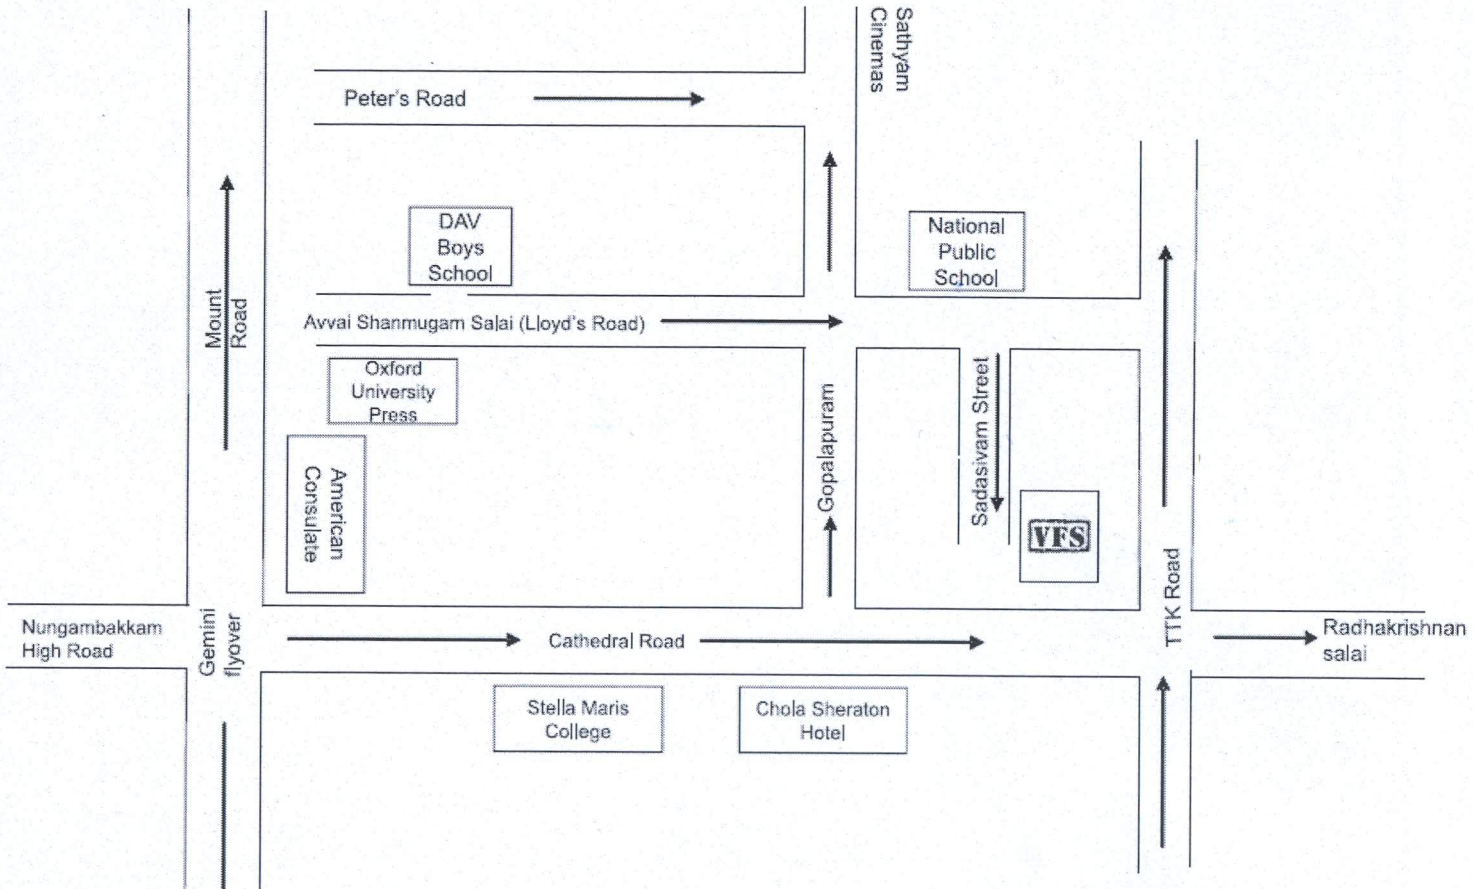 Sathyam
Cinemas
Peter's Road
DAV
Boys
School
National
Public
School
Mount
Road
Avvai Shanmugam Salai (Lloyd's Road)
Oxford
University
Press
American
Consulate
Gopalapuram
Sadasivam Street
VFS
TTK Road
Nungambakkam
High Road
Gemini
flyover
Cathedral Road
Radhakrishnan
salai
Stella Maris
College
Chola Sheraton
Hotel